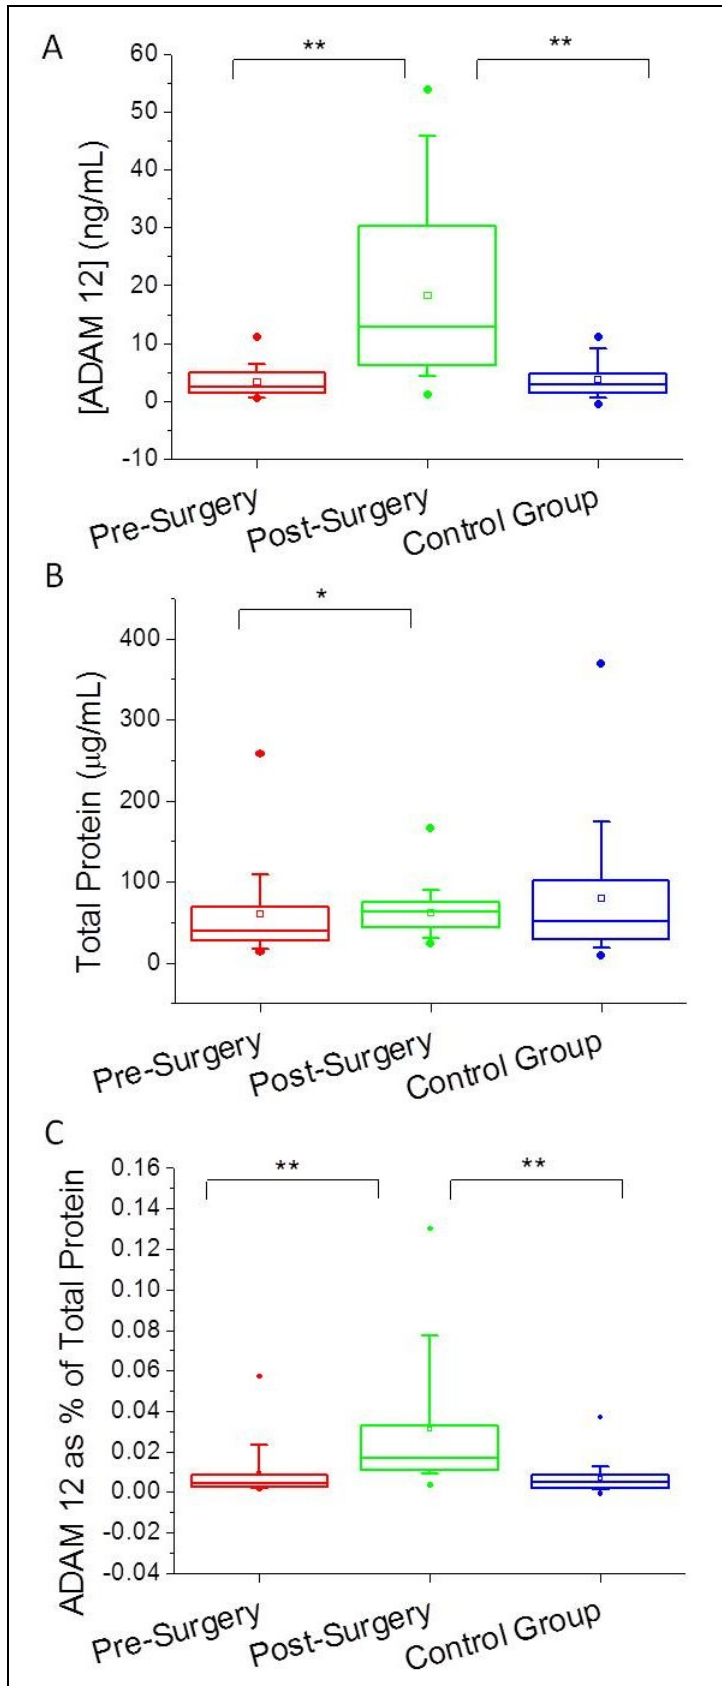 A
[ADAM 12] (ng/mL)
60
50
40
30
20
10
0
-10
**
**
Pre-Surgery
Post-Surgery
Control Group
B
Total Protein (μg/mL)
400
300
200
100
0
*
Pre-Surgery
Post-Surgery
Control Group
C
ADAM 12 as % of Total Protein
0.16
0.14
0.12
0.10
0.08
0.06
0.04
0.02
0.00
-0.02
-0.04
**
**
Pre-Surgery
Post-Surgery
Control Group